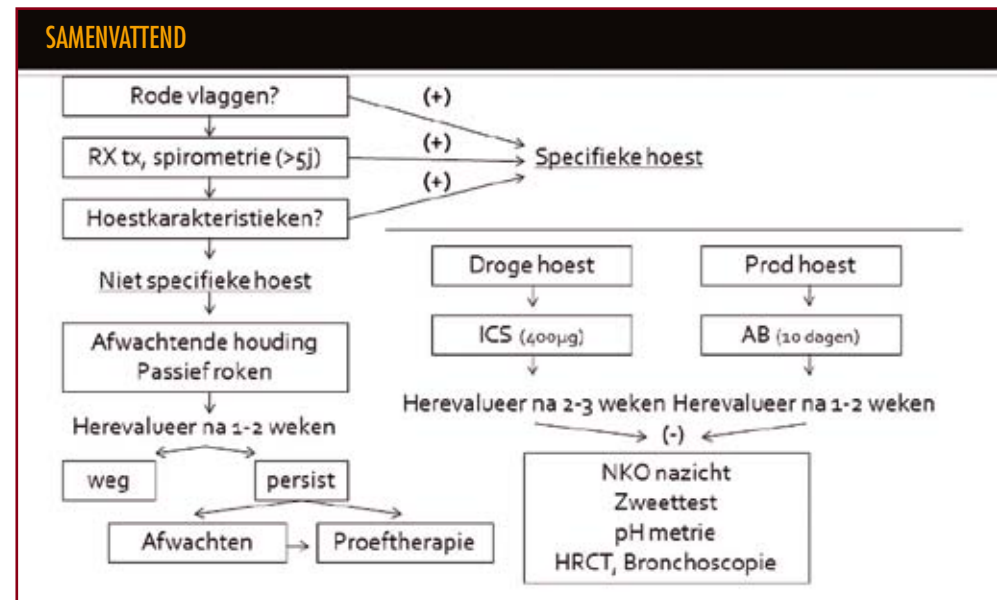 SAMENVATTEND
Rode vlaggen?
(+)
RX tx, spirometrie (>5j)
(+)
Specifieke hoest
(+)
Hoestkarakteristieken?
Niet specifieke hoest
Afwachtende houding
Passief roken
Herevalueer na 1-2 weken
weg
persist
Afwachten
Proeftherapie
Droge hoest
Prod hoest
ICS (400µg)
AB (10 dagen)
Herevalueer na 2-3 weken
Herevalueer na 1-2 weken
(-)
NKO nazicht
Zweettest
pH metrie
HRCT, Bronchoscopie